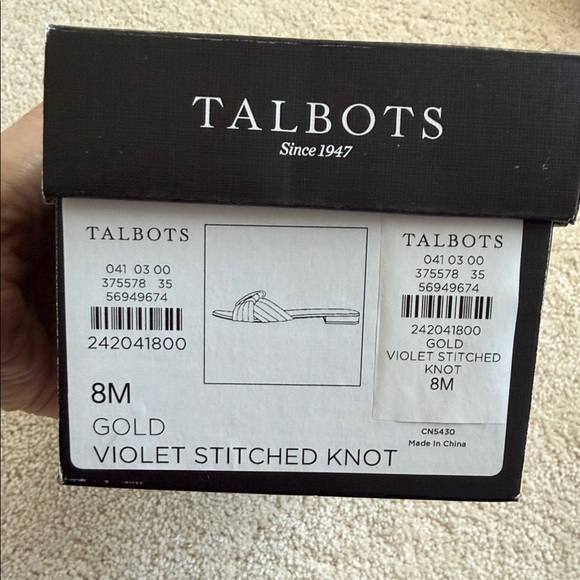 TALBOTS
Since 1947
TALBOTS
041 03 00
375578 35
56949674
242041800
8M
GOLD
VIOLET STITCHED KNOT
TALBOTS
041 03 00
375578 35
56949674
242041800
GOLD
VIOLET STITCHED
KNOT
8M
CN5430
Made In China